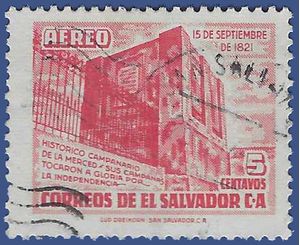 AEREO
15 DE SEPTIEMBRE
DE 1821
HISTORICO CAMPANARIO
DE LA MERCED SUS CAMPANAS
TOCARON A GLORIA POR
LA INDEPENDENCIA
5
CENTAVOS
CORREOS DE EL SALVADOR C·A
LUD DREIKORN SAN SALVADOR C A